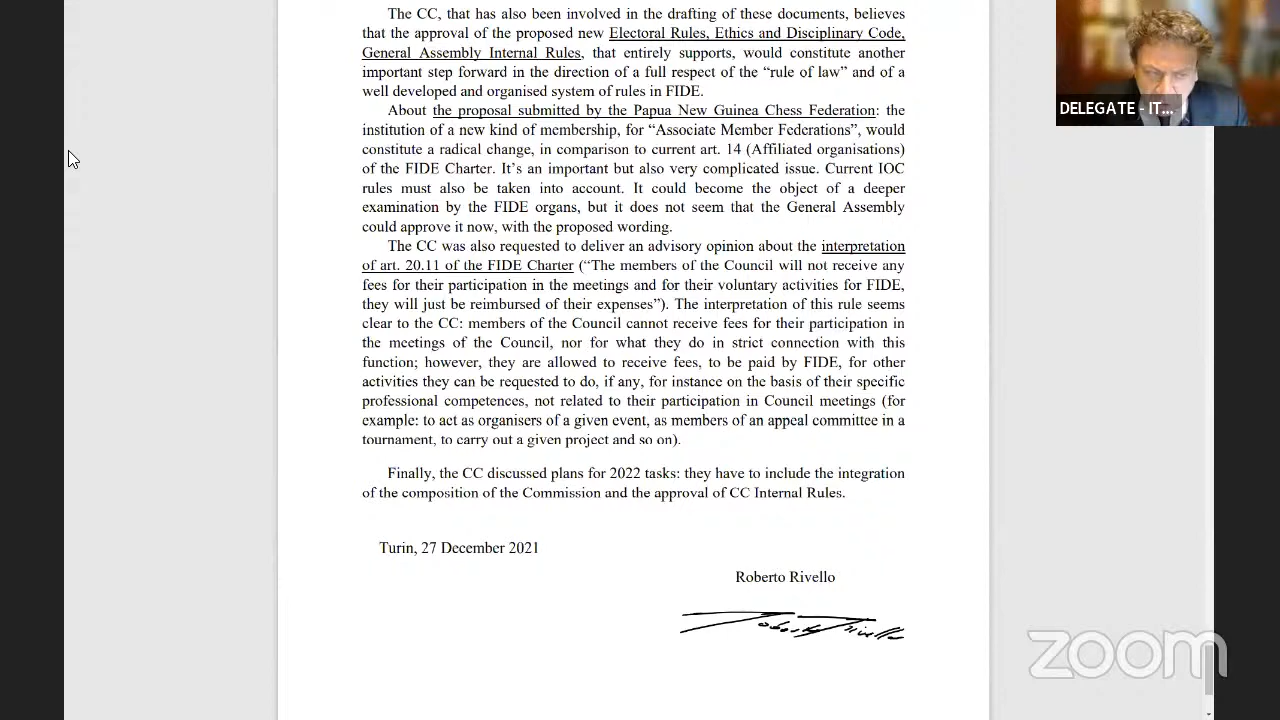 The CC, that has also been involved in the drafting of these documents, believes
that the approval of the proposed new Electoral Rules, Ethics and Disciplinary Code,
General Assembly Internal Rules, that entirely supports, would constitute another
important step forward in the direction of a full respect of the “rule of law” and of a
well developed and organised system of rules in FIDE.
About the proposal submitted by the Papua New Guinea Chess Federation: the
institution of a new kind of membership, for “Associate Member Federations”, would
constitute a radical change, in comparison to current art. 14 (Affiliated organisations)
of the FIDE Charter. It’s an important but also very complicated issue. Current IOC
rules must also be taken into account. It could become the object of a deeper
examination by the FIDE organs, but it does not seem that the General Assembly
could approve it now, with the proposed wording.
The CC was also requested to deliver an advisory opinion about the interpretation
of art. 20.11 of the FIDE Charter (“The members of the Council will not receive any
fees for their participation in the meetings and for their voluntary activities for FIDE,
they will just be reimbursed of their expenses”). The interpretation of this rule seems
clear to the CC: members of the Council cannot receive fees for their participation in
the meetings of the Council, nor for what they do in strict connection with this
function; however, they are allowed to receive fees, to be paid by FIDE, for other
activities they can be requested to do, if any, for instance on the basis of their specific
professional competences, not related to their participation in Council meetings (for
example: to act as organisers of a given event, as members of an appeal committee in a
tournament, to carry out a given project and so on).
Finally, the CC discussed plans for 2022 tasks: they have to include the integration
of the composition of the Commission and the approval of CC Internal Rules.
Turin, 27 December 2021
Roberto Rivello
Roberto Rivello
DELEGATE - IT...
zoom